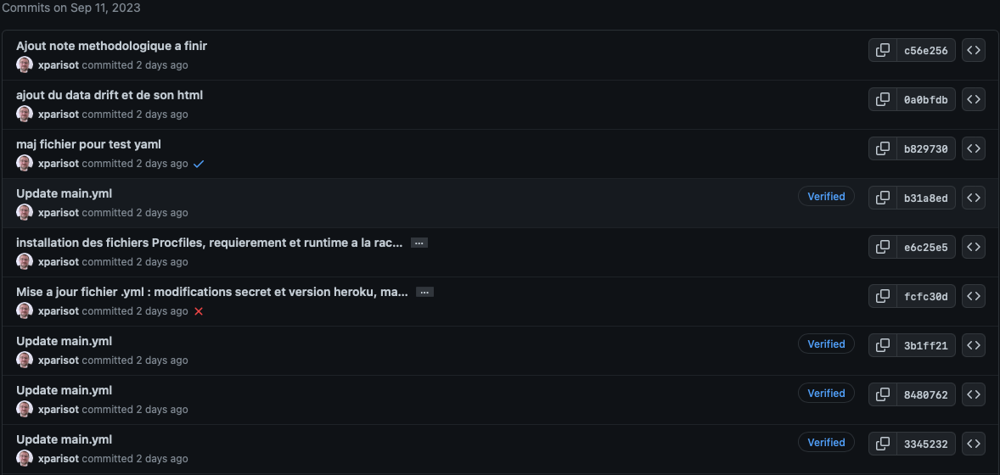 Commits on Sep 11, 2023
Ajout note methodologique a finir
xparisot committed 2 days ago
c56e256
ajout du data drift et de son html
xparisot committed 2 days ago
0a0bfdb
maj fichier pour test yaml
xparisot committed 2 days ago
b829730
Update main.yml
xparisot committed 2 days ago
Verified
b31a8ed
installation des fichiers Procfiles, requierement et runtime a la rac... ...
xparisot committed 2 days ago
e6c25e5
Mise a jour fichier .yml : modifications secret et version heroku, ma... ...
xparisot committed 2 days ago
fcfc30d
Update main.yml
xparisot committed 2 days ago
Verified
3b1ff21
Update main.yml
xparisot committed 2 days ago
Verified
8480762
Update main.yml
xparisot committed 2 days ago
Verified
3345232